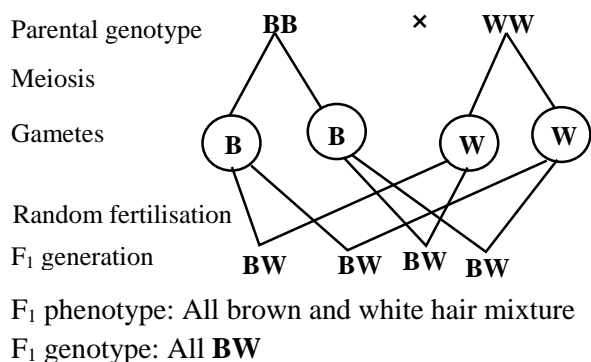 Parental genotype BB × WW
Meiosis
Gametes B B W W
Random fertilisation
F₁ generation BW BW BW BW
F₁ phenotype: All brown and white hair mixture
F₁ genotype: All BW